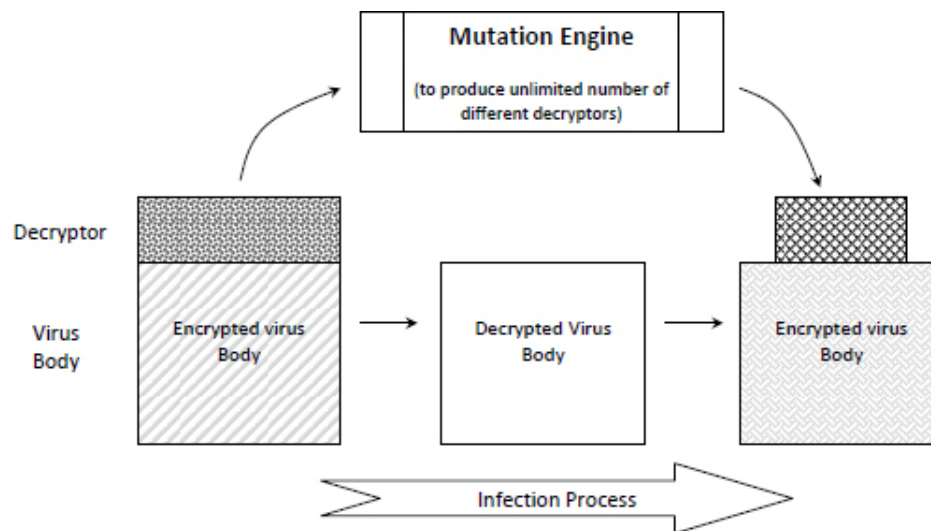 Mutation Engine
(to produce unlimited number of
different decryptors)
Decryptor
Virus
Body
Encrypted virus
Body
Decrypted Virus
Body
Encrypted virus
Body
Infection Process